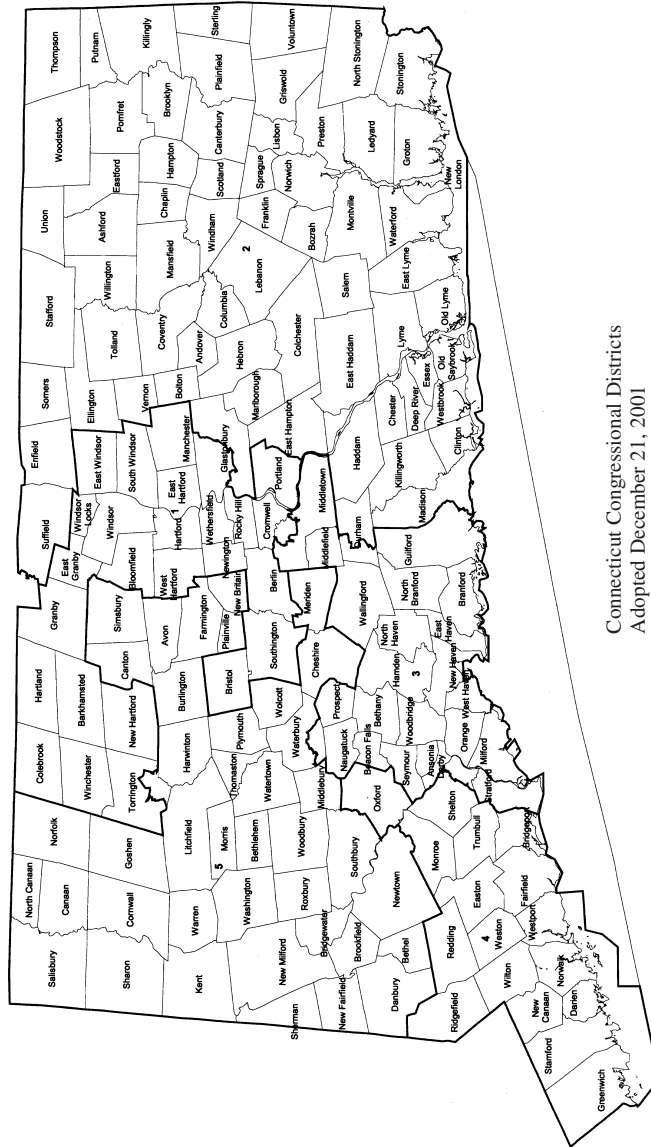 Salisbury
North Canaan
Canaan
Norfolk
Colebrook
Hartland
Granby
Suffield
Enfield
Somers
Stafford
Union
Woodstock
Thompson
Sharon
Cornwall
Goshen
Winchester
Barkhamsted
East
Granby
Windsor
Locks
East Windsor
Ellington
Tolland
Willington
Ashford
Eastford
Pomfret
Putnam
Killingly
Kent
Warren
Litchfield
Torrington
New Hartford
Canton
Simsbury
Bloomfield
Windsor
South Windsor
Vernon
Coventry
Mansfield
Chaplin
Hampton
Brooklyn
Sterling
Washington
Morris
5
Harwinton
Burlington
Avon
West
Hartford
Hartford
1
East
Hartford
Manchester
Bolton
Andover
Columbia
Windham
Scotland
Canterbury
Plainfield
New Milford
Roxbury
Bethlehem
Woodbury
Watertown
Thomaston
Plymouth
Bristol
Farmington
Plainville
New Britain
Newington
Wethersfield
Rocky Hill
Glastonbury
Hebron
Marlborough
Lebanon
2
Franklin
Sprague
Norwich
Lisbon
Griswold
Voluntown
Sherman
New Fairfield
Bridgewater
Brookfield
Southbury
Middlebury
Waterbury
Wolcott
Southington
Berlin
Cromwell
Portland
East Hampton
Colchester
Bozrah
Preston
North Stonington
Danbury
Bethel
Newtown
Oxford
Naugatuck
Prospect
Cheshire
Meriden
Middlefield
Middletown
Haddam
East Haddam
Salem
Montville
Ledyard
Stonington
Groton
Ridgefield
Redding
Monroe
Shelton
Seymour
Beacon Falls
Bethany
Woodbridge
Ansonia
Derby
Hamden
3
North
Haven
Wallingford
Durham
Killingworth
Chester
Deep River
Essex
Lyme
East Lyme
Waterford
New
London
Wilton
Weston
4
Easton
Trumbull
Stratford
Milford
Orange
West Haven
New Haven
East
Haven
North
Branford
Branford
Guilford
Madison
Clinton
Westbrook
Old
Saybrook
Old Lyme
New
Canaan
Stamford
Greenwich
Darien
Norwalk
Westport
Fairfield
Bridgeport
Connecticut Congressional Districts
Adopted December 21, 2001